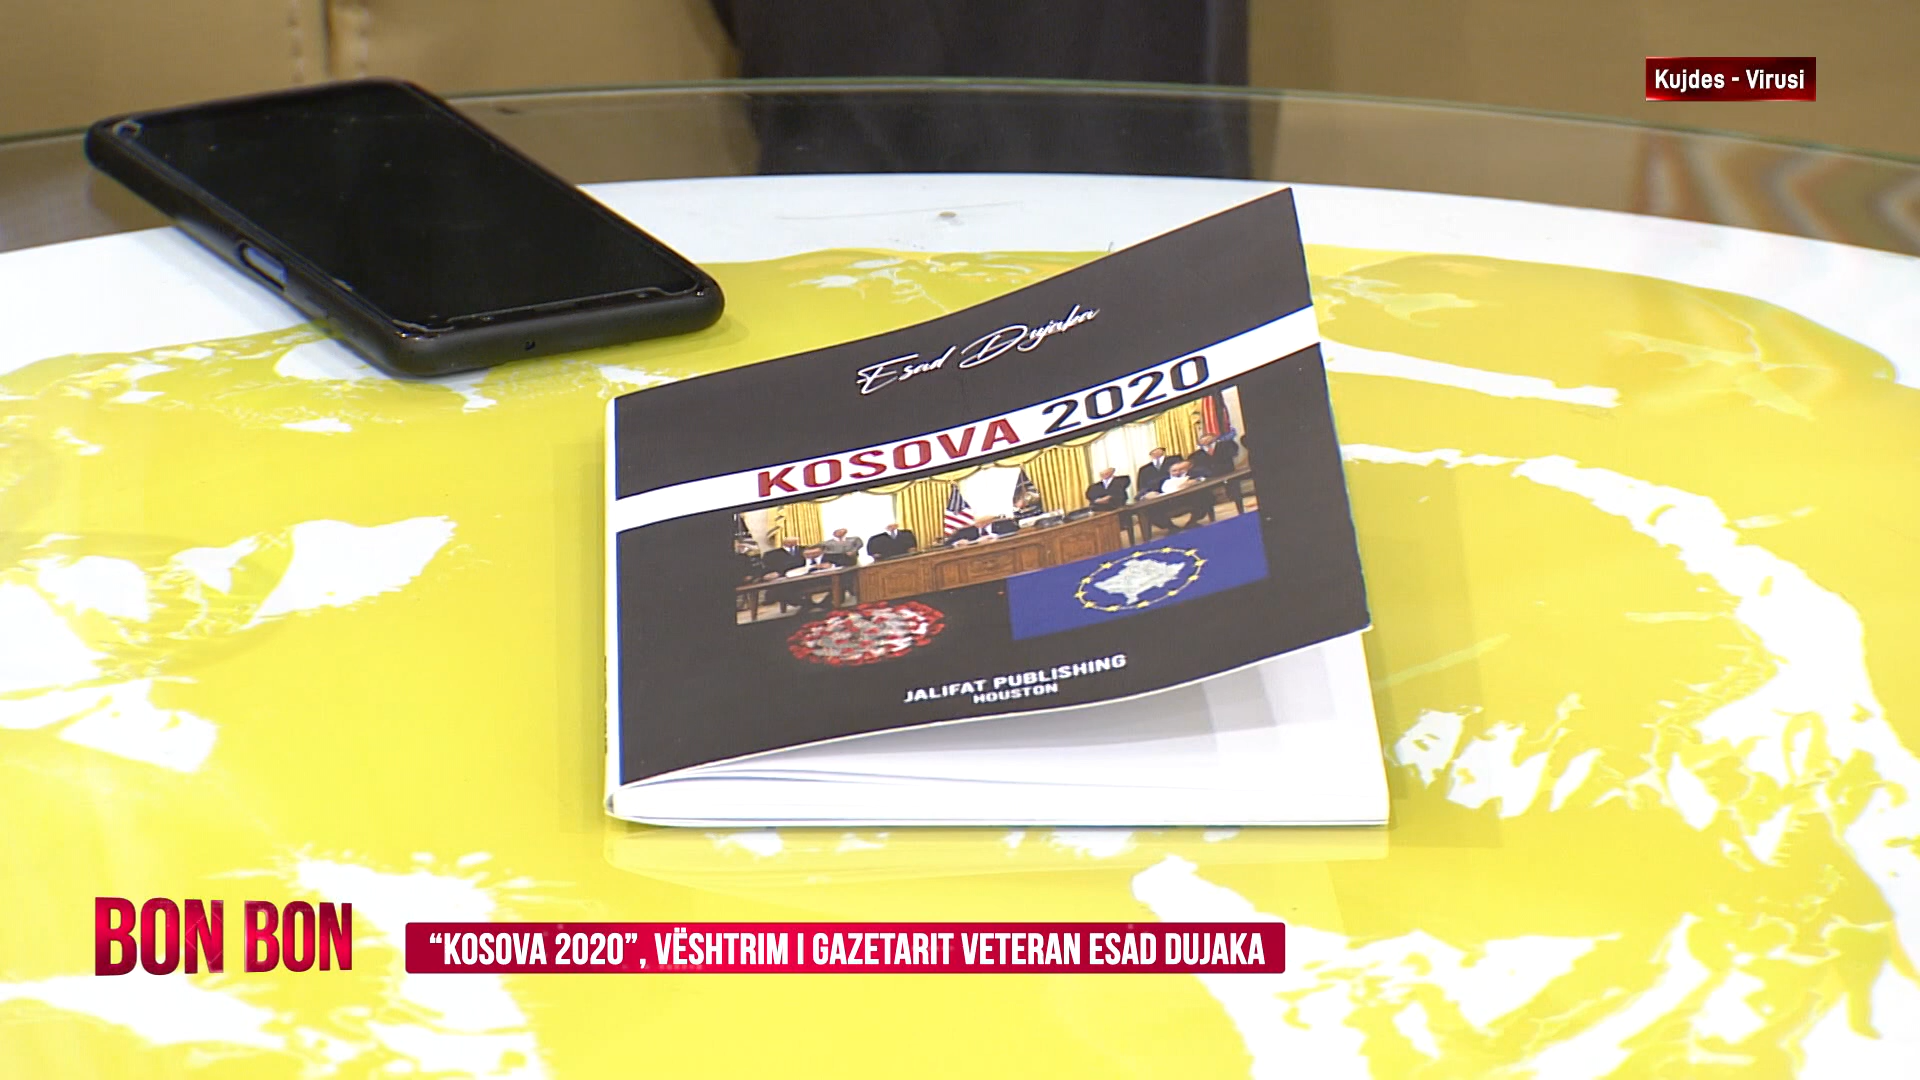 Kujdes - Virusi
Esad Dujaka
KOSOVA 2020
JALIFAT PUBLISHING
HOUSTON
BON BON
“KOSOVA 2020”, VËSHTRIM I GAZETARIT VETERAN ESAD DUJAKA